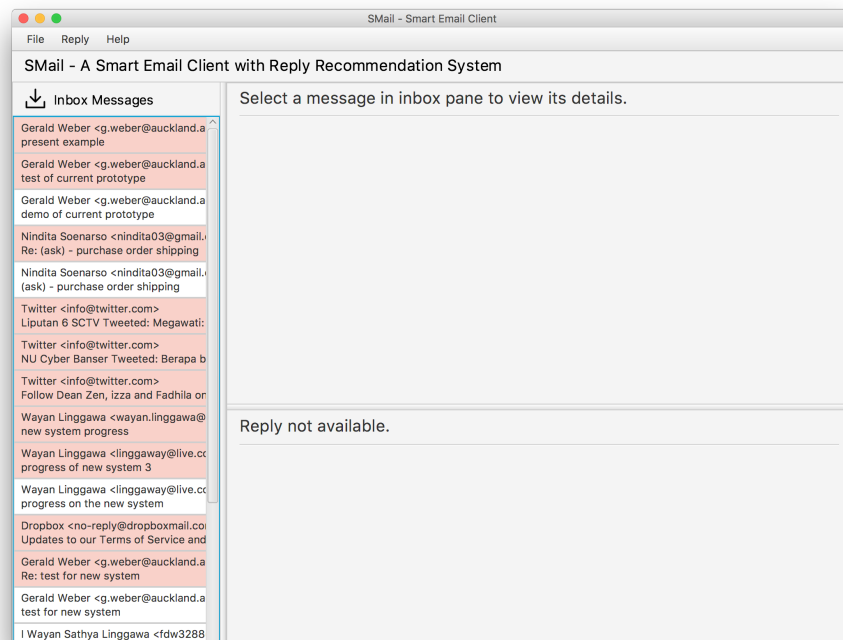 SMail - Smart Email Client
File Reply Help
SMail - A Smart Email Client with Reply Recommendation System
Inbox Messages
Gerald Weber <g.weber@auckland.a
present example
Gerald Weber <g.weber@auckland.a
test of current prototype
Gerald Weber <g.weber@auckland.a
demo of current prototype
Nindita Soenarso <nindita03@gmail.
Re: (ask) - purchase order shipping
Nindita Soenarso <nindita03@gmail.
(ask) - purchase order shipping
Twitter <info@twitter.com>
Liputan 6 SCTV Tweeted: Megawati:
Twitter <info@twitter.com>
NU Cyber Banser Tweeted: Berapa b
Twitter <info@twitter.com>
Follow Dean Zen, izza and Fadhila on
Wayan Linggawa <wayan.linggawa@
new system progress
Wayan Linggawa <linggaway@live.co
progress of new system 3
Wayan Linggawa <linggaway@live.co
progress on the new system
Dropbox <no-reply@dropboxmail.com
Updates to our Terms of Service and
Gerald Weber <g.weber@auckland.a
Re: test for new system
Gerald Weber <g.weber@auckland.a
test for new system
I Wayan Sathya Linggawa <fdw3288
Select a message in inbox pane to view its details.
Reply not available.